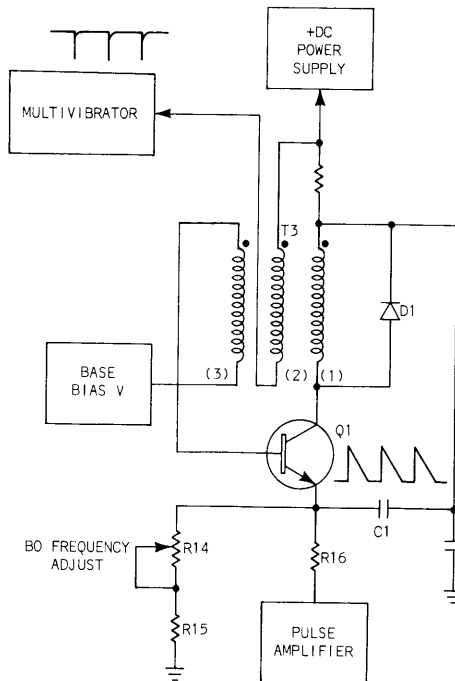 +DC
POWER
SUPPLY
MULTIVIBRATOR
T3
D1
(3)
(2)
(1)
BASE
BIAS V
Q1
C1
BO FREQUENCY
ADJUST
R14
R16
R15
PULSE
AMPLIFIER